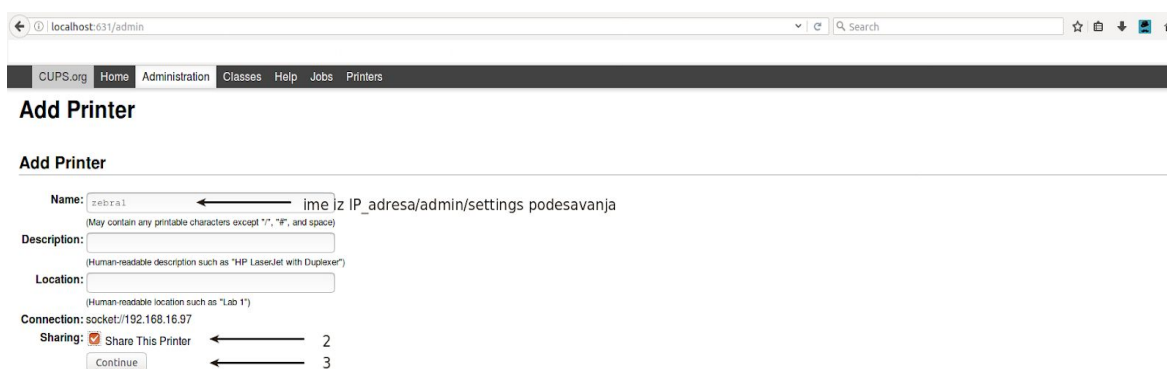 localhost:631/admin
Search
CUPS.org Home Administration Classes Help Jobs Printers
Add Printer
Add Printer
Name: zebra1 ime iz IP_adresa/admin/settings podesavanja
(May contain any printable characters except "/", "#", and space)
Description:
(Human-readable description such as "HP LaserJet with Duplexer")
Location:
(Human-readable location such as "Lab 1")
Connection: socket://192.168.16.97
Sharing: Share This Printer 2
Continue 3